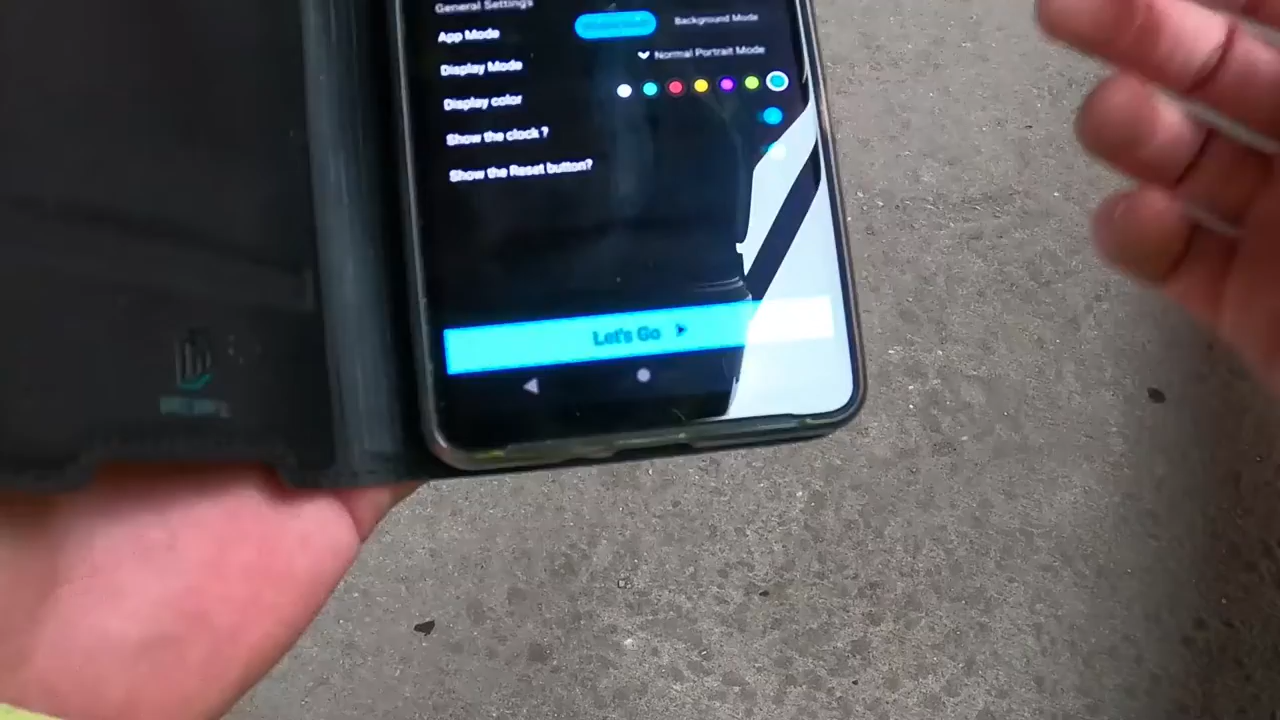 General Settings
App Mode
Background Mode
Display Mode
Normal Portrait Mode
Display color
Show the clock ?
Show the Reset button?
Let's Go